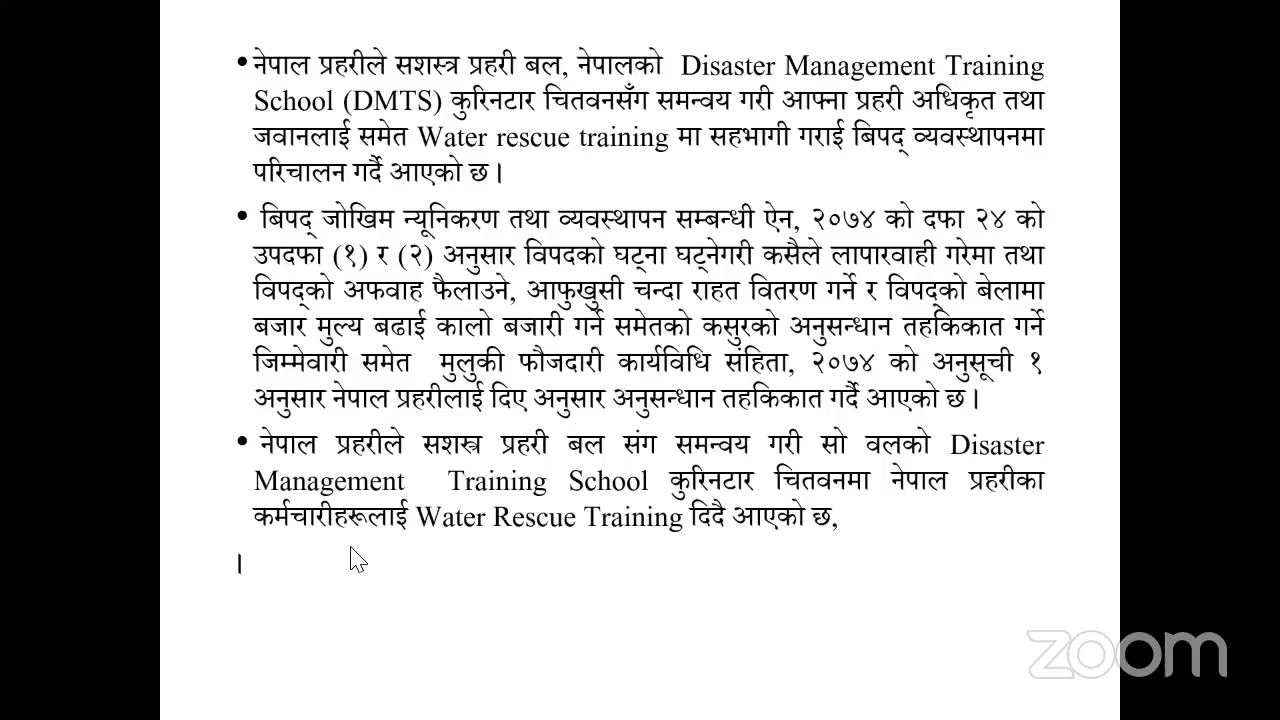 • नेपाल प्रहरीले सशस्त्र प्रहरी बल, नेपालको Disaster Management Training
School (DMTS) कुरिनटार चितवनसँग समन्वय गरी आफ्ना प्रहरी अधिकृत तथा
जवानलाई समेत Water rescue training मा सहभागी गराई बिपद् व्यवस्थापनमा
परिचालन गर्दै आएको छ।
• बिपद् जोखिम न्यूनिकरण तथा व्यवस्थापन सम्बन्धी ऐन, २०७४ को दफा २४ को
उपदफा (१) र (२) अनुसार विपदको घट्ना घट्नेगरी कसैले लापारवाही गरेमा तथा
विपद्को अफवाह फैलाउने, आफुखुसी चन्दा राहत वितरण गर्ने र विपद्को बेलामा
बजार मुल्य बढाई कालो बजारी गर्ने समेतको कसुरको अनुसन्धान तहकिकात गर्ने
जिम्मेवारी समेत मुलुकी फौजदारी कार्यविधि संहिता, २०७४ को अनुसूची १
अनुसार नेपाल प्रहरीलाई दिए अनुसार अनुसन्धान तहकिकात गर्दै आएको छ।
• नेपाल प्रहरीले सशस्त्र प्रहरी बल संग समन्वय गरी सो वलको Disaster
Management Training School कुरिनटार चितवनमा नेपाल प्रहरीका
कर्मचारीहरूलाई Water Rescue Training दिदै आएको छ,
।
zoom